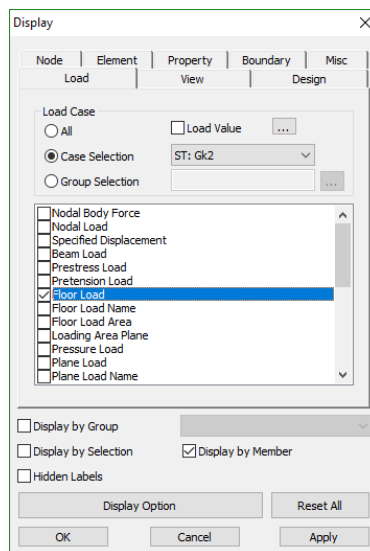 Display
Node Element Property Boundary Misc
Load View Design
Load Case
All Load Value ...
Case Selection ST: Gk2
Group Selection ...
Nodal Body Force
Nodal Load
Specified Displacement
Beam Load
Prestress Load
Pretension Load
Floor Load
Floor Load Name
Floor Load Area
Loading Area Plane
Pressure Load
Plane Load
Plane Load Name
Display by Group
Display by Selection Display by Member
Hidden Labels
Display Option Reset All
OK Cancel Apply